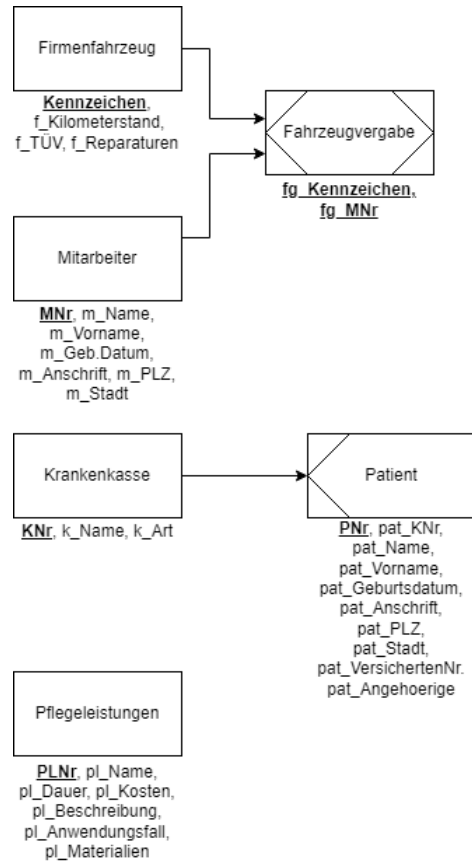 Firmenfahrzeug
Kennzeichen,
f_Kilometerstand,
f_TÜV, f_Reparaturen
Fahrzeugvergabe
fg_Kennzeichen,
fg_MNr
Mitarbeiter
MNr, m_Name,
m_Vorname,
m_Geb.Datum,
m_Anschrift, m_PLZ,
m_Stadt
Krankenkasse
KNr, k_Name, k_Art
Patient
PNr, pat_KNr,
pat_Name,
pat_Vorname,
pat_Geburtsdatum,
pat_Anschrift,
pat_PLZ,
pat_Stadt,
pat_VersichertenNr.
pat_Angehoerige
Pflegeleistungen
PLNr, pl_Name,
pl_Dauer, pl_Kosten,
pl_Beschreibung,
pl_Anwendungsfall,
pl_Materialien